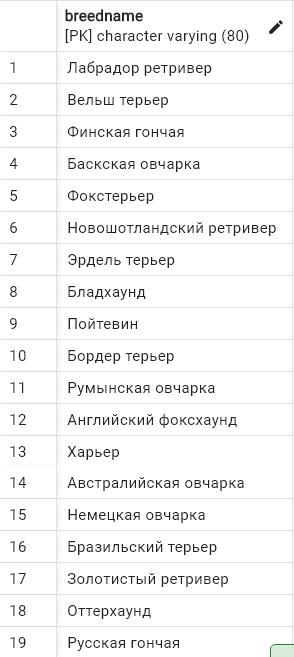 breedname
[PK] character varying (80)
1 Лабрадор ретривер
2 Вельш терьер
3 Финская гончая
4 Баскская овчарка
5 Фокстерьер
6 Новошотландский ретривер
7 Эрдель терьер
8 Бладхаунд
9 Пойтевин
10 Бордер терьер
11 Румынская овчарка
12 Английский фоксхаунд
13 Харьер
14 Австралийская овчарка
15 Немецкая овчарка
16 Бразильский терьер
17 Золотистый ретривер
18 Оттерхаунд
19 Русская гончая